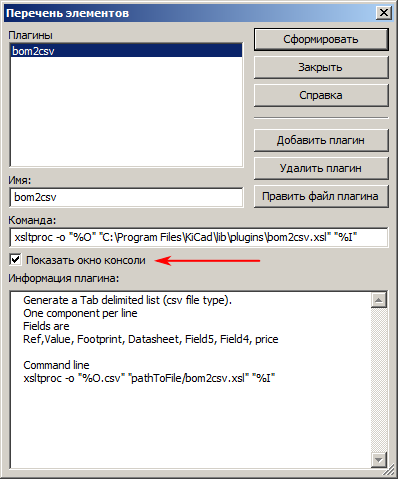 Перечень элементов
Плагины
bom2csv
Сформировать
Закрыть
Справка
Добавить плагин
Удалить плагин
Править файл плагина
Имя:
bom2csv
Команда:
xsltproc -o "%O" "C:\Program Files\KiCad\lib\plugins\bom2csv.xsl" "%I"
Показать окно консоли
Информация плагина:
Generate a Tab delimited list (csv file type).
One component per line
Fields are
Ref,Value, Footprint, Datasheet, Field5, Field4, price
Command line
xsltproc -o "%O.csv" "pathToFile/bom2csv.xsl" "%I"